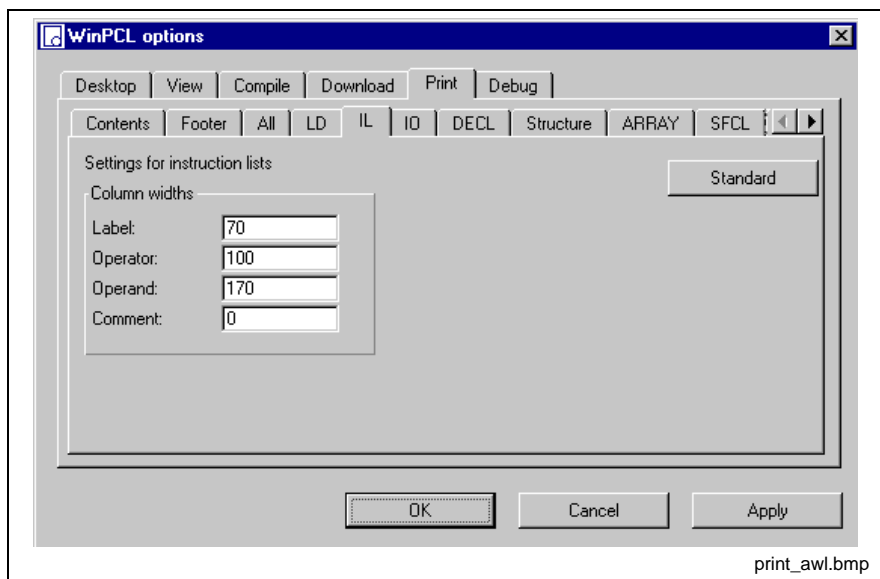 WinPCL options
Desktop View Compile Download Print Debug
Contents Footer All LD IL IO DECL Structure ARRAY SFCL
Settings for instruction lists
Standard
Column widths
Label: 70
Operator: 100
Operand: 170
Comment: 0
OK Cancel Apply
print_awl.bmp